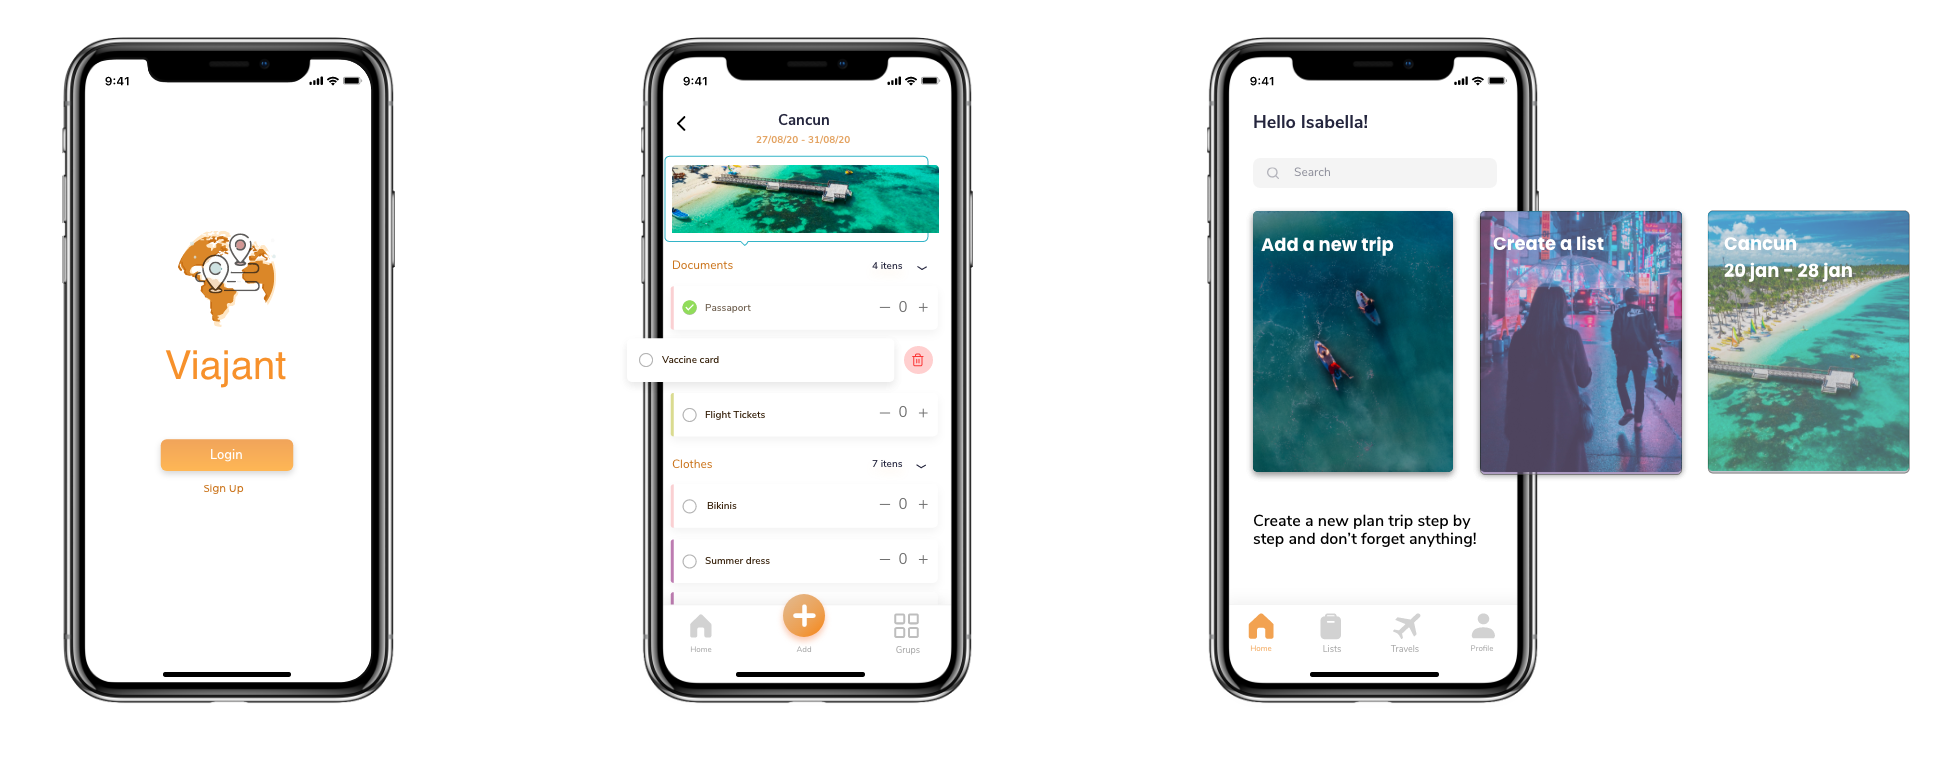 9:41
Viajant
Login
Sign Up
9:41
Cancun
27/08/20 - 31/08/20
Documents 4 itens
Passaport 0
Vaccine card
Flight Tickets 0
Clothes 7 itens
Bikinis 0
Summer dress 0
Home Add Grups
9:41
Hello Isabella!
Search
Add a new trip
Create a list
Cancun
20 jan - 28 jan
Create a new plan trip step by
step and don't forget anything!
Home Lists Travels Profile